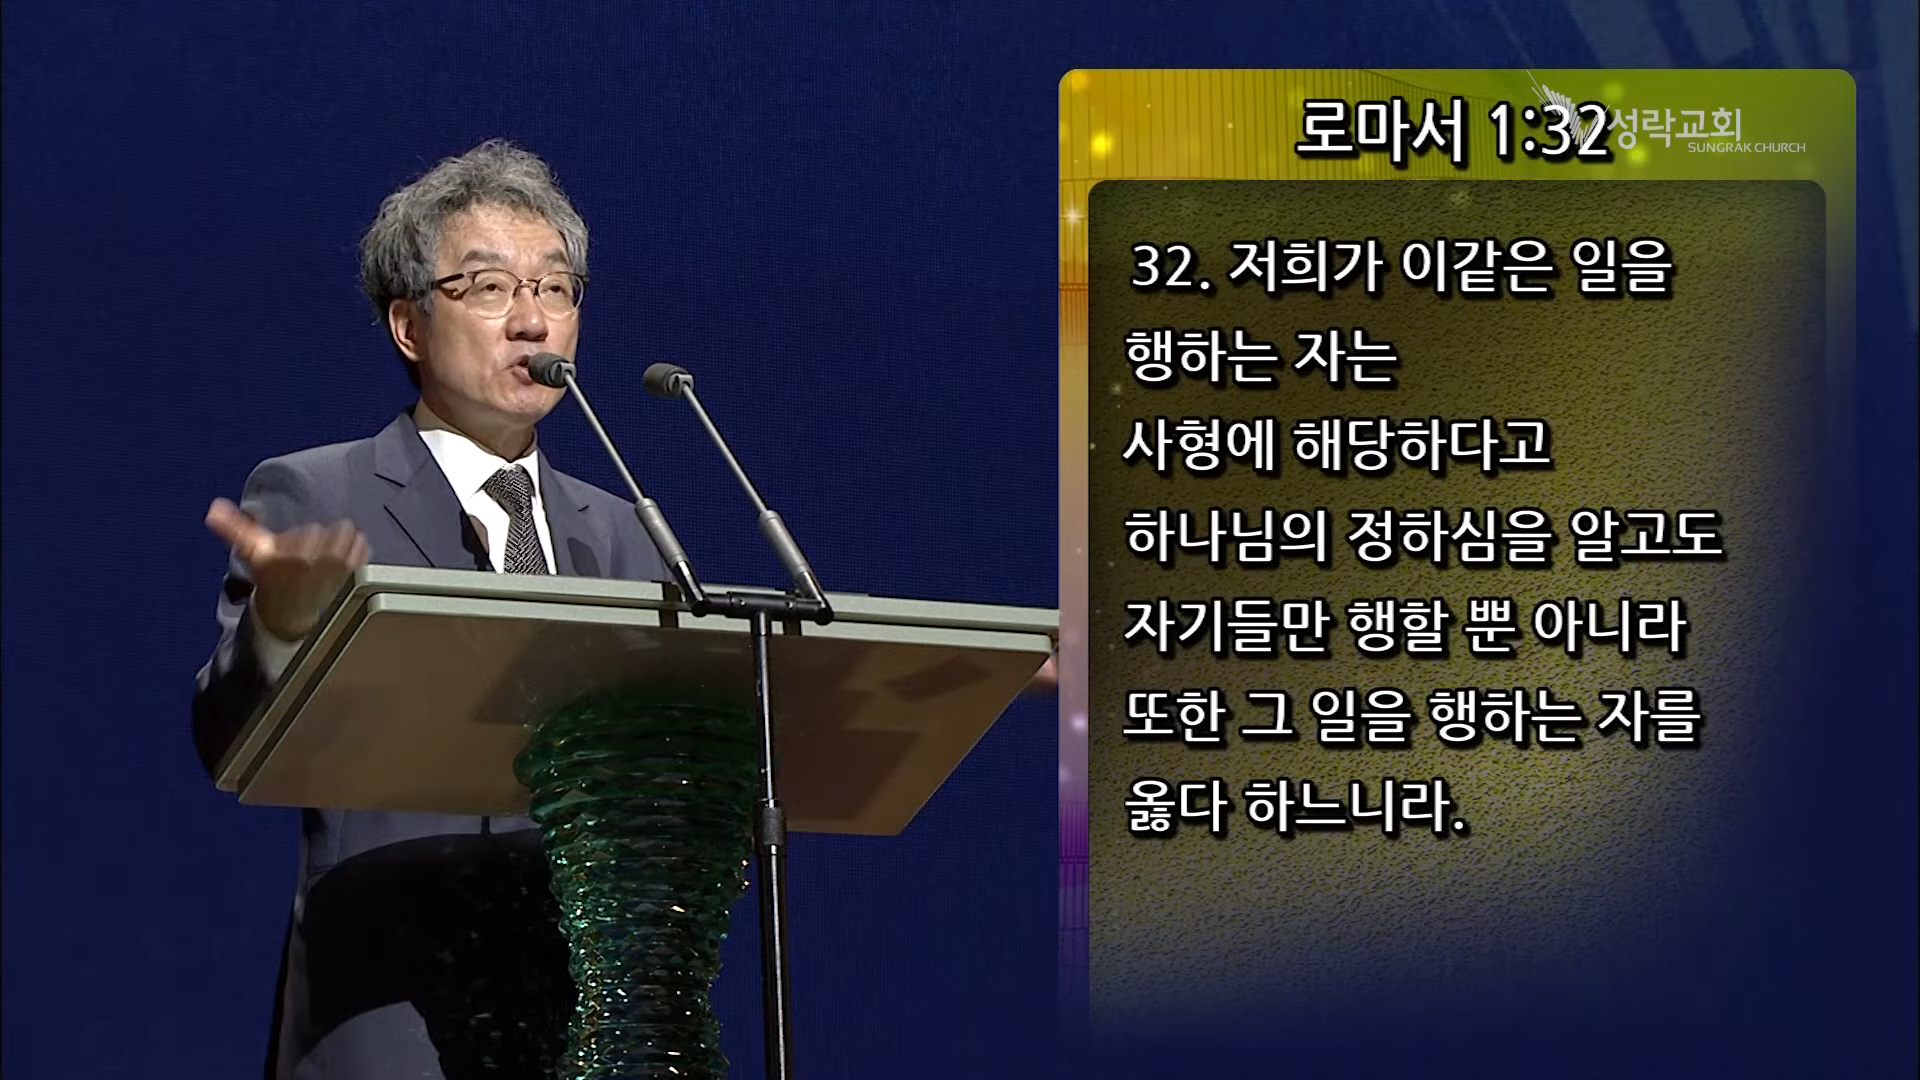 로마서 1:32
성락교회
SUNGRAK CHURCH
32. 저희가 이같은 일을
행하는 자는
사형에 해당하다고
하나님의 정하심을 알고도
자기들만 행할 뿐 아니라
또한 그 일을 행하는 자를
옳다 하느니라.